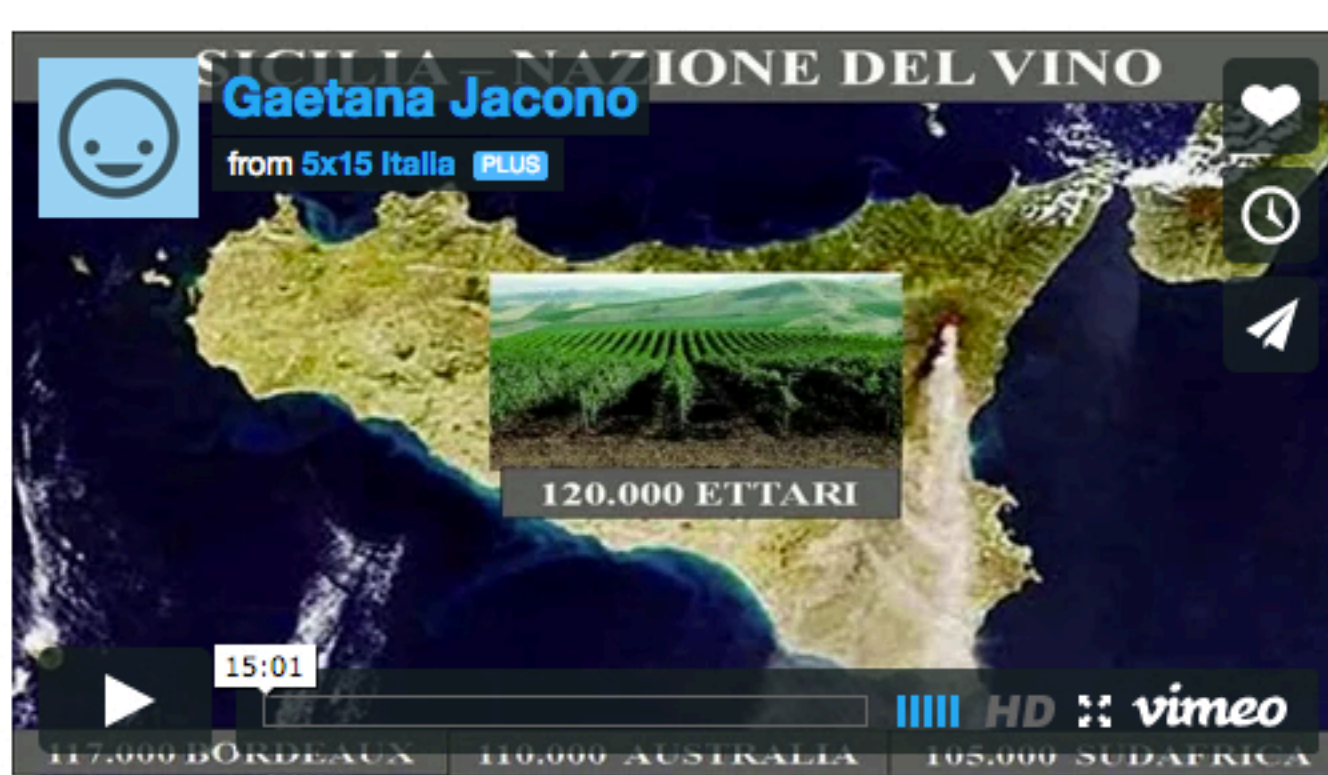 SICILIA – NAZIONE DEL VINO
Gaetana Jacono
from 5x15 Italia PLUS
120.000 ETTARI
15:01
HD vimeo
117.000 BORDEAUX
110.000 AUSTRALIA
105.000 SUDAFRICA